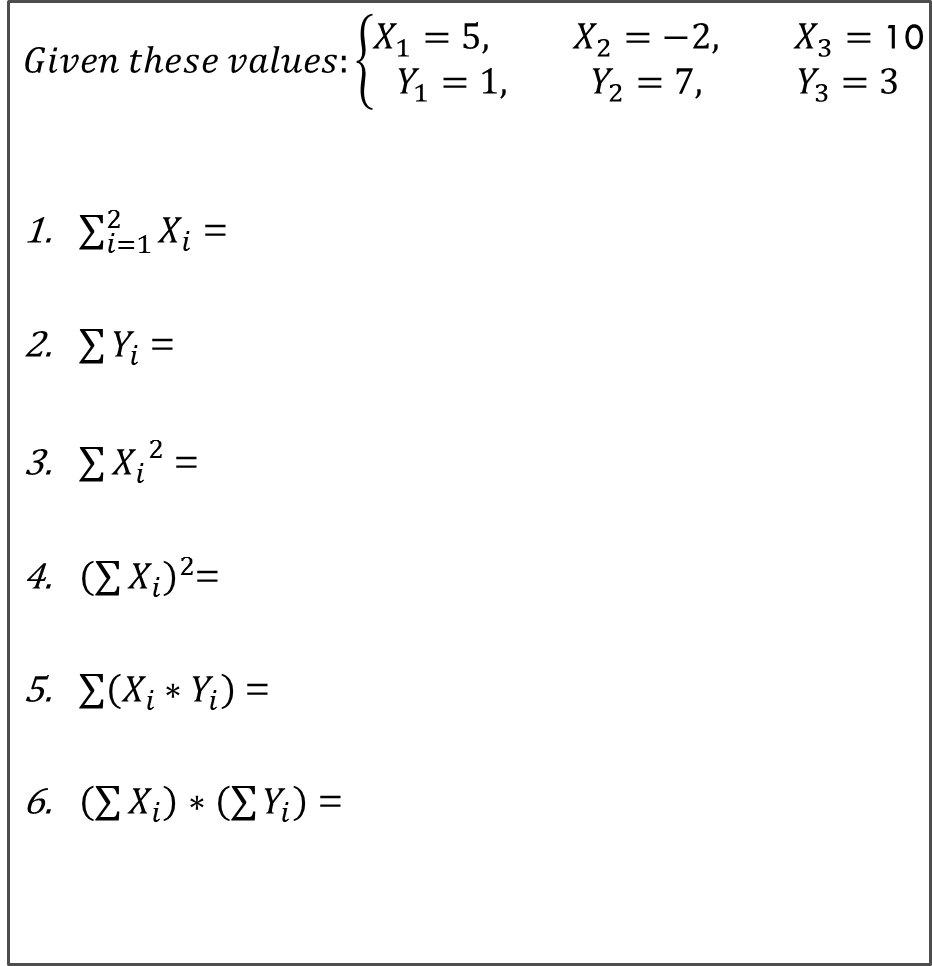 Given these values: {X₁ = 5, X₂ = −2, X₃ = 10
Y₁ = 1, Y₂ = 7, Y₃ = 3
1. ∑²ᵢ₌₁ Xᵢ =
2. ∑ Yᵢ =
3. ∑ Xᵢ² =
4. (∑ Xᵢ)²=
5. ∑(Xᵢ * Yᵢ) =
6. (∑ Xᵢ) * (∑ Yᵢ) =